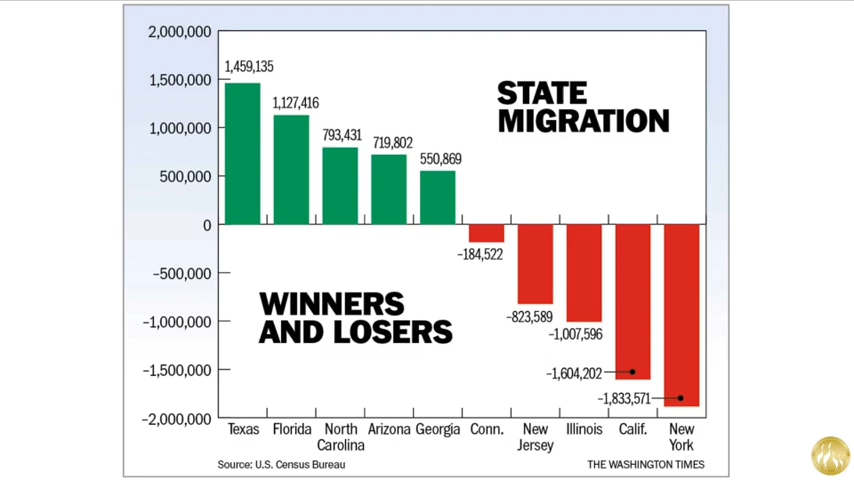 2,000,000
1,500,000
1,000,000
500,000
0
−500,000
−1,000,000
−1,500,000
−2,000,000
1,459,135
1,127,416
793,431
719,802
550,869
−184,522
−823,589
−1,007,596
−1,604,202
−1,833,571
STATE
MIGRATION
WINNERS
AND LOSERS
Texas Florida North Carolina Arizona Georgia Conn. New Jersey Illinois Calif. New York
Source: U.S. Census Bureau
THE WASHINGTON TIMES